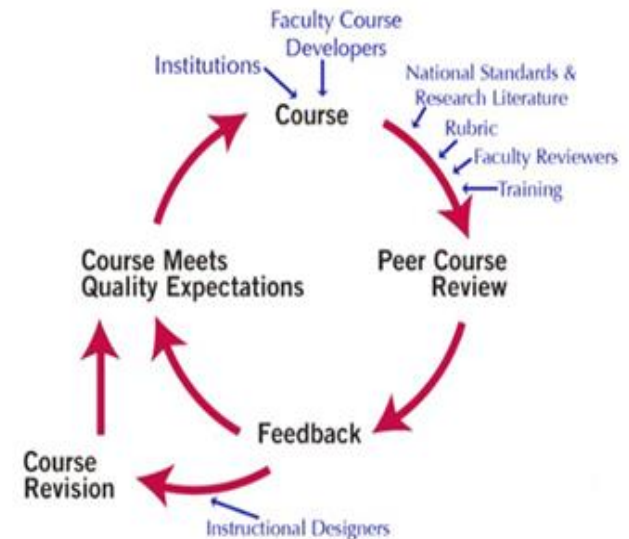 Faculty Course
Developers
Institutions
Course
National Standards &
Research Literature
Rubric
Faculty Reviewers
Training
Course Meets
Quality Expectations
Peer Course
Review
Feedback
Course
Revision
Instructional Designers